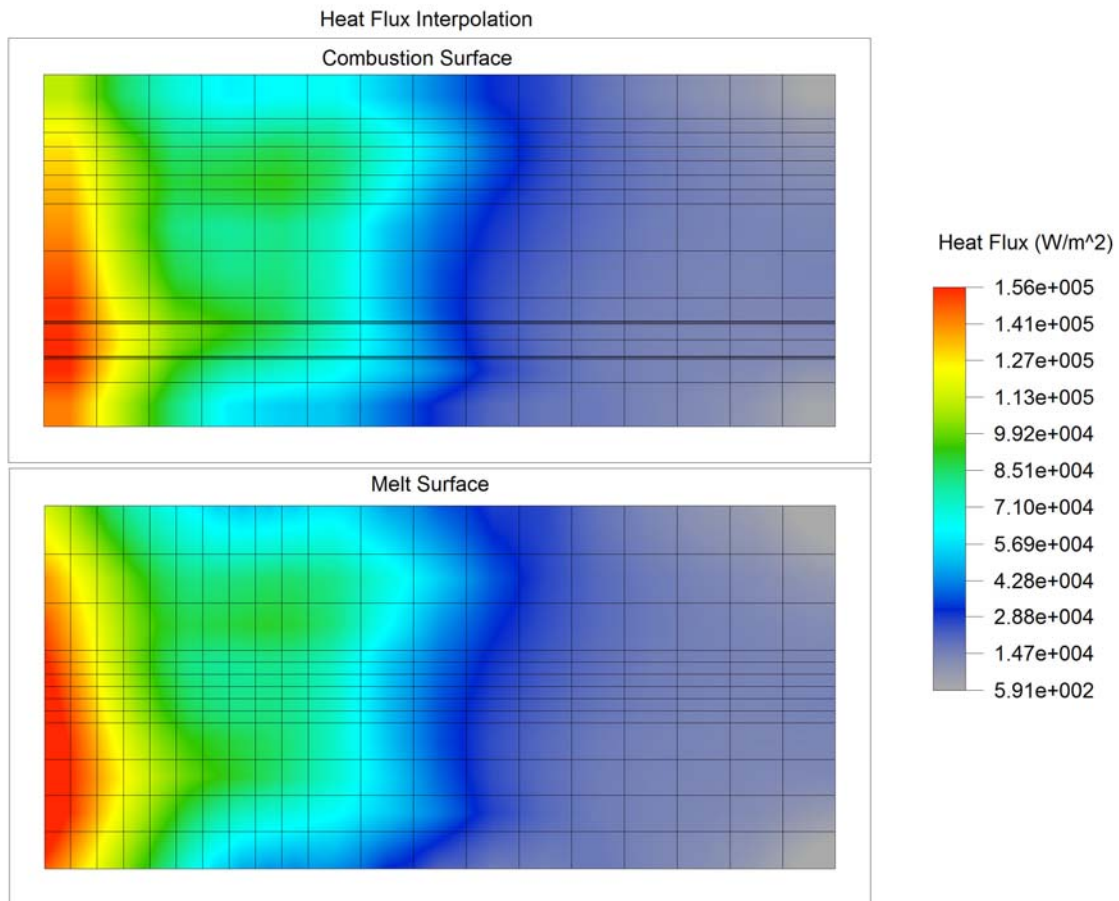 Heat Flux Interpolation
Combustion Surface
Melt Surface
Heat Flux (W/m^2)
1.56e+005
1.41e+005
1.27e+005
1.13e+005
9.92e+004
8.51e+004
7.10e+004
5.69e+004
4.28e+004
2.88e+004
1.47e+004
5.91e+002